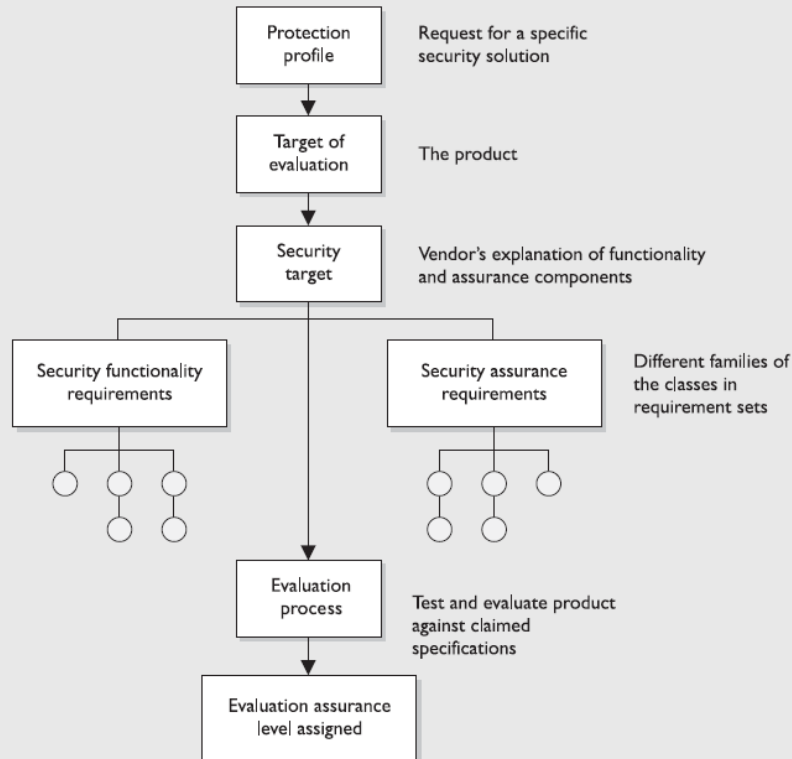 Protection
profile
Request for a specific
security solution
Target of
evaluation
The product
Security
target
Vendor's explanation of functionality
and assurance components
Security functionality
requirements
Security assurance
requirements
Different families of
the classes in
requirement sets
Evaluation
process
Test and evaluate product
against claimed
specifications
Evaluation assurance
level assigned